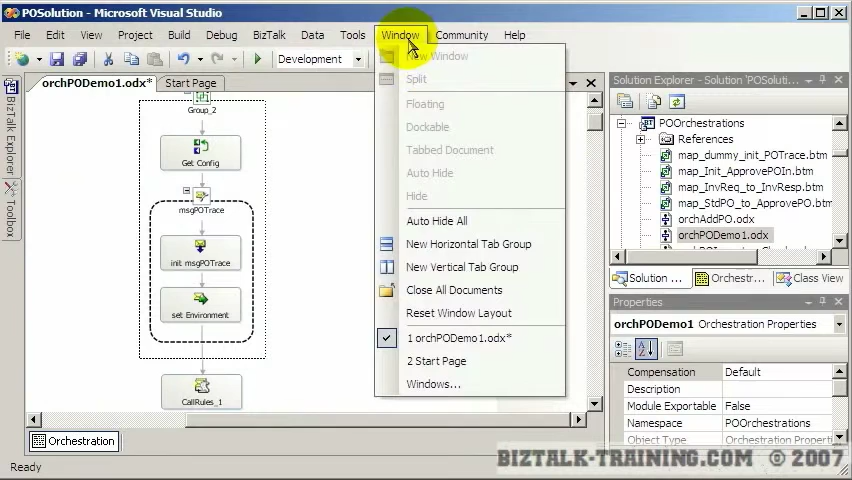 POSolution - Microsoft Visual Studio
File Edit View Project Build Debug BizTalk Data Tools Window Community Help
Development
orchPODemo1.odx* Start Page
BizTalk Explorer
Toolbox
Group_2
Get Config
msgPOTrace
init msgPOTrace
set Environment
CallRules_1
New Window
Split
Floating
Dockable
Tabbed Document
Auto Hide
Hide
Auto Hide All
New Horizontal Tab Group
New Vertical Tab Group
Close All Documents
Reset Window Layout
1 orchPODemo1.odx*
2 Start Page
Windows...
Solution Explorer - Solution 'POSoluti...
POOrchestrations
References
map_dummy_init_POTrace.btm
map_Init_ApprovePOIn.btm
map_InvReq_to_InvResp.btm
map_StdPO_to_ApprovePO.btm
orchAddPO.odx
orchPODemo1.odx
Solution ... Orchestr... Class View
Properties
orchPODemo1 Orchestration Properties
Compensation Default
Description
Module Exportable False
Namespace POOrchestrations
Object Type Orchestration Propert
Orchestration
Ready
BIZTALK-TRAINING.COM © 2007